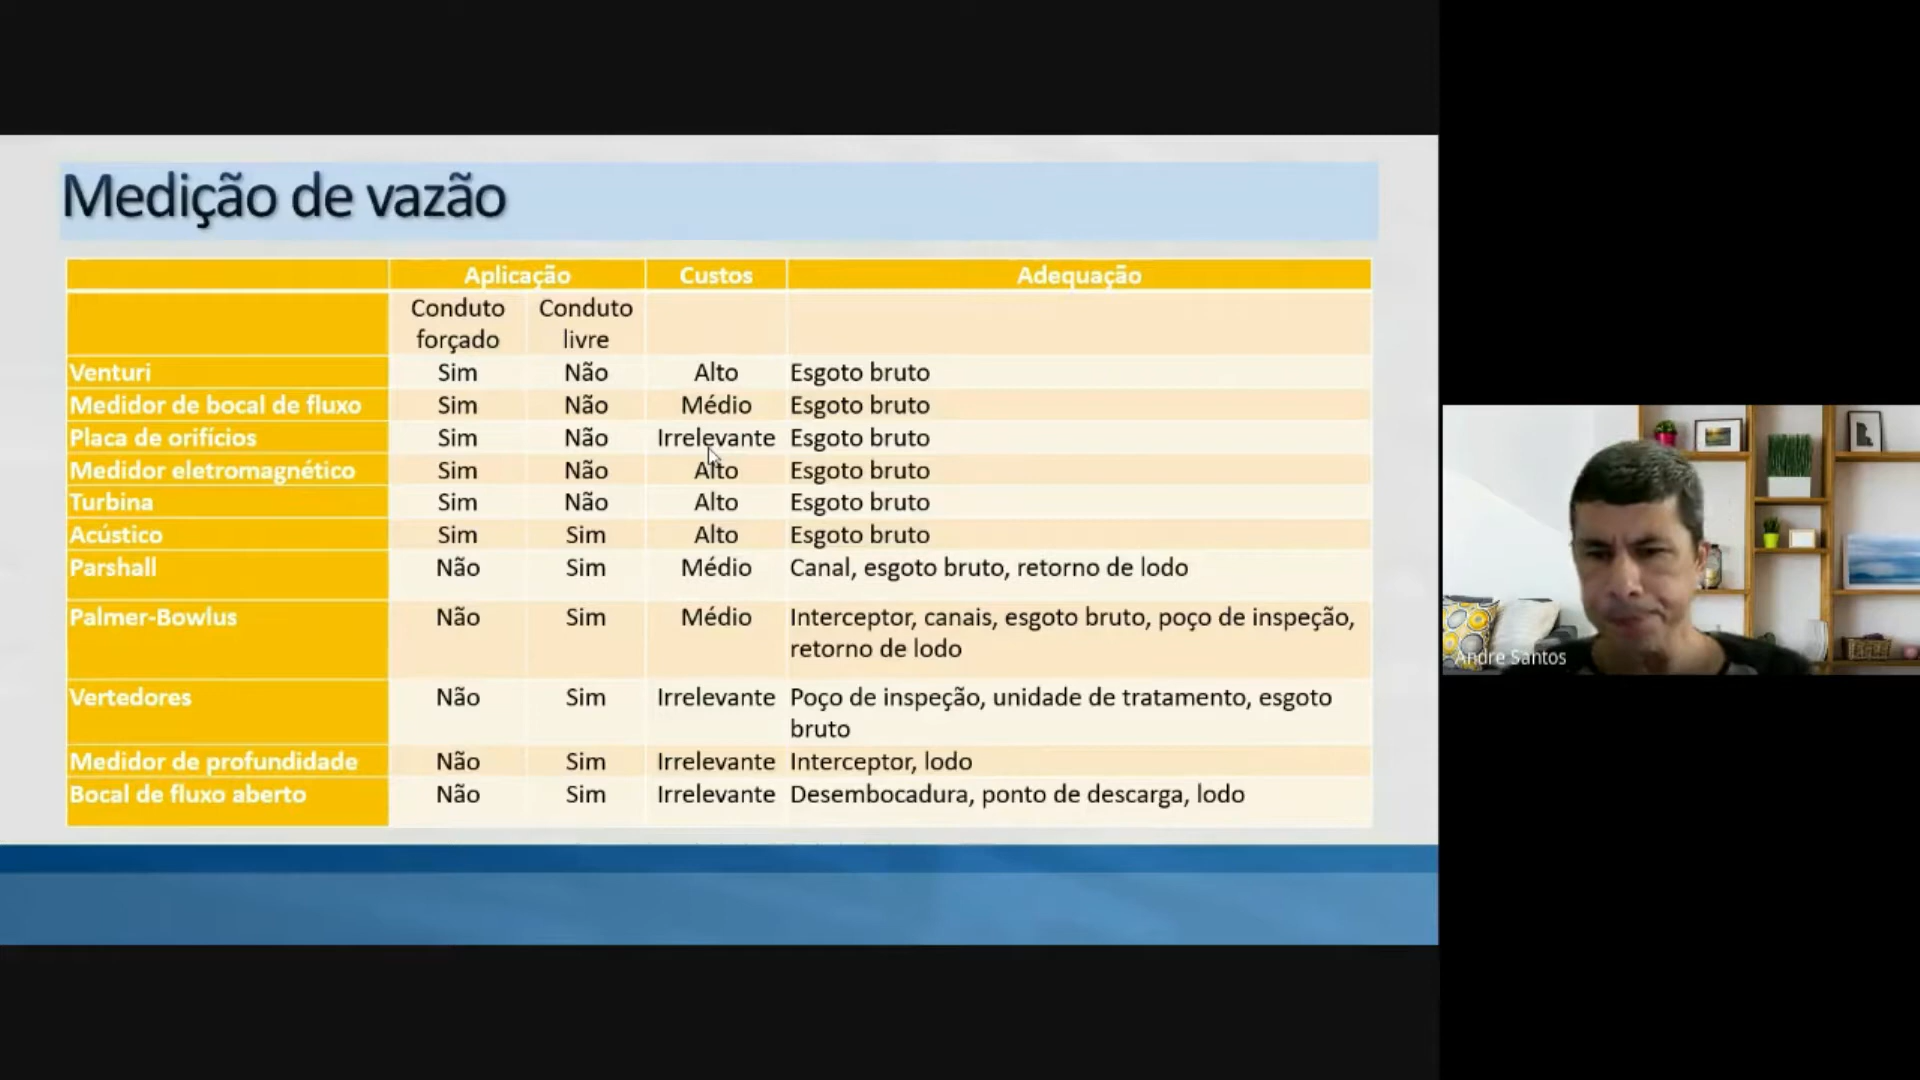 Medição de vazão
Aplicação Custos Adequação
Conduto forçado Conduto livre
Venturi Sim Não Alto Esgoto bruto
Medidor de bocal de fluxo Sim Não Médio Esgoto bruto
Placa de orifícios Sim Não Irrelevante Esgoto bruto
Medidor eletromagnético Sim Não Alto Esgoto bruto
Turbina Sim Não Alto Esgoto bruto
Acústico Sim Sim Alto Esgoto bruto
Parshall Não Sim Médio Canal, esgoto bruto, retorno de lodo
Palmer-Bowlus Não Sim Médio Interceptor, canais, esgoto bruto, poço de inspeção,
retorno de lodo
Vertedores Não Sim Irrelevante Poço de inspeção, unidade de tratamento, esgoto
bruto
Medidor de profundidade Não Sim Irrelevante Interceptor, lodo
Bocal de fluxo aberto Não Sim Irrelevante Desembocadura, ponto de descarga, lodo
Andre Santos